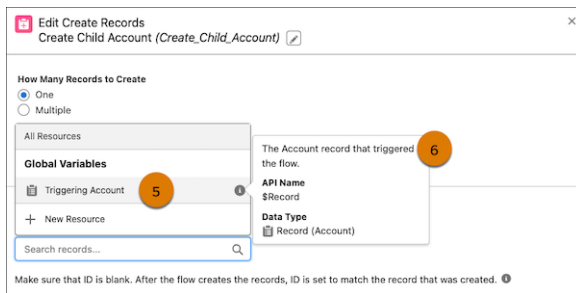 Edit Create Records
Create Child Account (Create_Child_Account)
How Many Records to Create
One
Multiple
All Resources
Global Variables
Triggering Account
5
New Resource
Search records...
The Account record that triggered
the flow.
6
API Name
$Record
Data Type
Record (Account)
Make sure that ID is blank. After the flow creates the records, ID is set to match the record that was created.